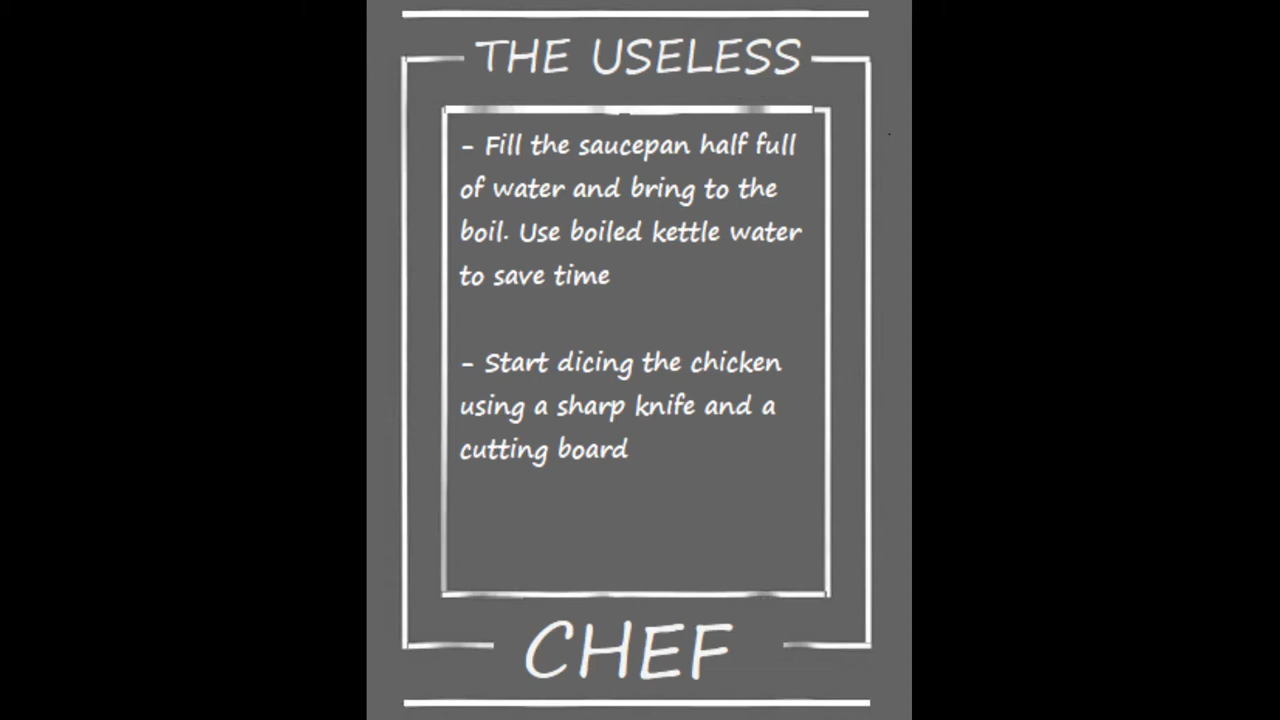 THE USELESS
- Fill the saucepan half full
of water and bring to the
boil. Use boiled kettle water
to save time
- Start dicing the chicken
using a sharp knife and a
cutting board
CHEF